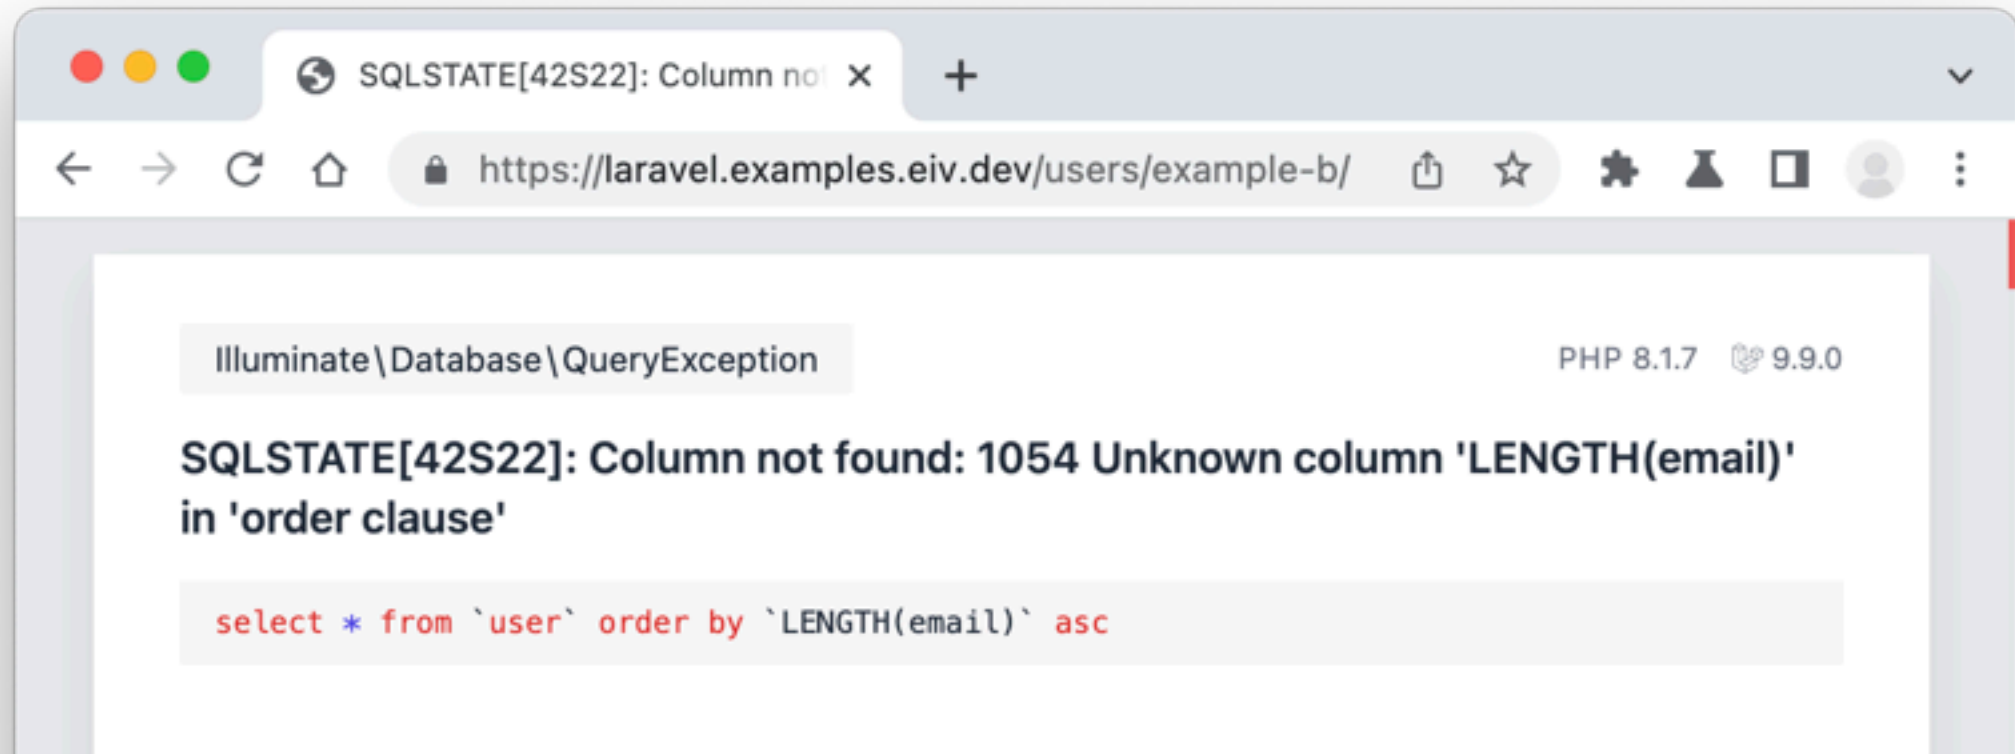 SQLSTATE[42S22]: Column no
https://laravel.examples.eiv.dev/users/example-b/
Illuminate\Database\QueryException
PHP 8.1.7 9.9.0
SQLSTATE[42S22]: Column not found: 1054 Unknown column 'LENGTH(email)'
in 'order clause'
select * from `user` order by `LENGTH(email)` asc